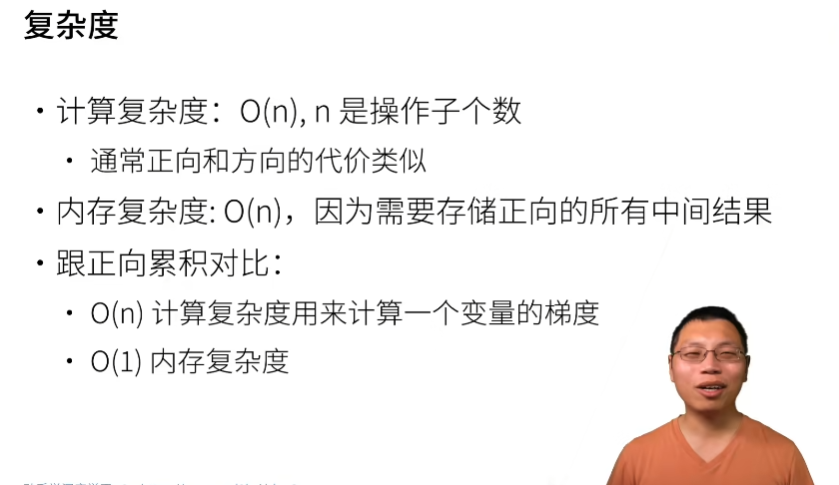 复杂度
• 计算复杂度：O(n), n 是操作子个数
• 通常正向和方向的代价类似
• 内存复杂度: O(n)，因为需要存储正向的所有中间结果
• 跟正向累积对比：
• O(n) 计算复杂度用来计算一个变量的梯度
• O(1) 内存复杂度